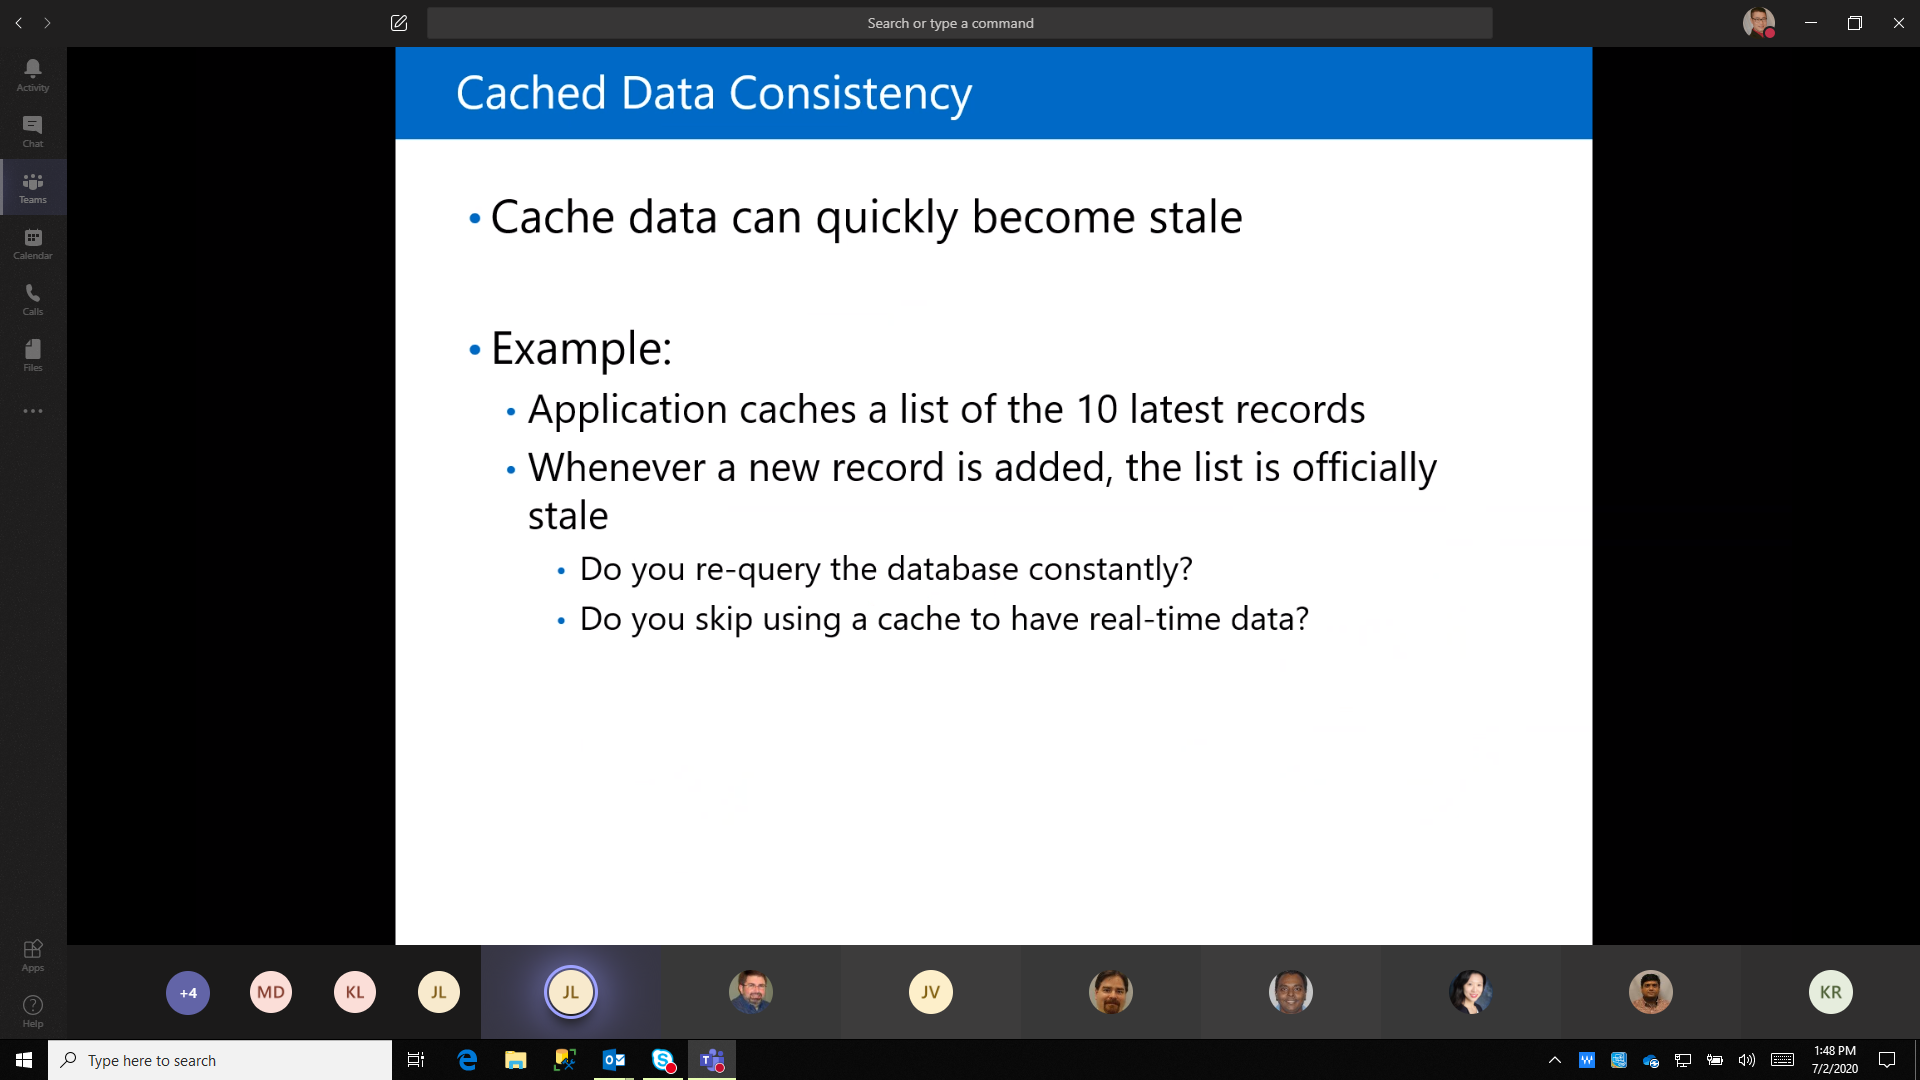 Search or type a command
Activity
Chat
Teams
Calendar
Calls
Files
Apps
Help
Cached Data Consistency
• Cache data can quickly become stale
• Example:
• Application caches a list of the 10 latest records
• Whenever a new record is added, the list is officially
stale
• Do you re-query the database constantly?
• Do you skip using a cache to have real-time data?
+4
MD
KL
JL
JL
JV
KR
Type here to search
1:48 PM
7/2/2020